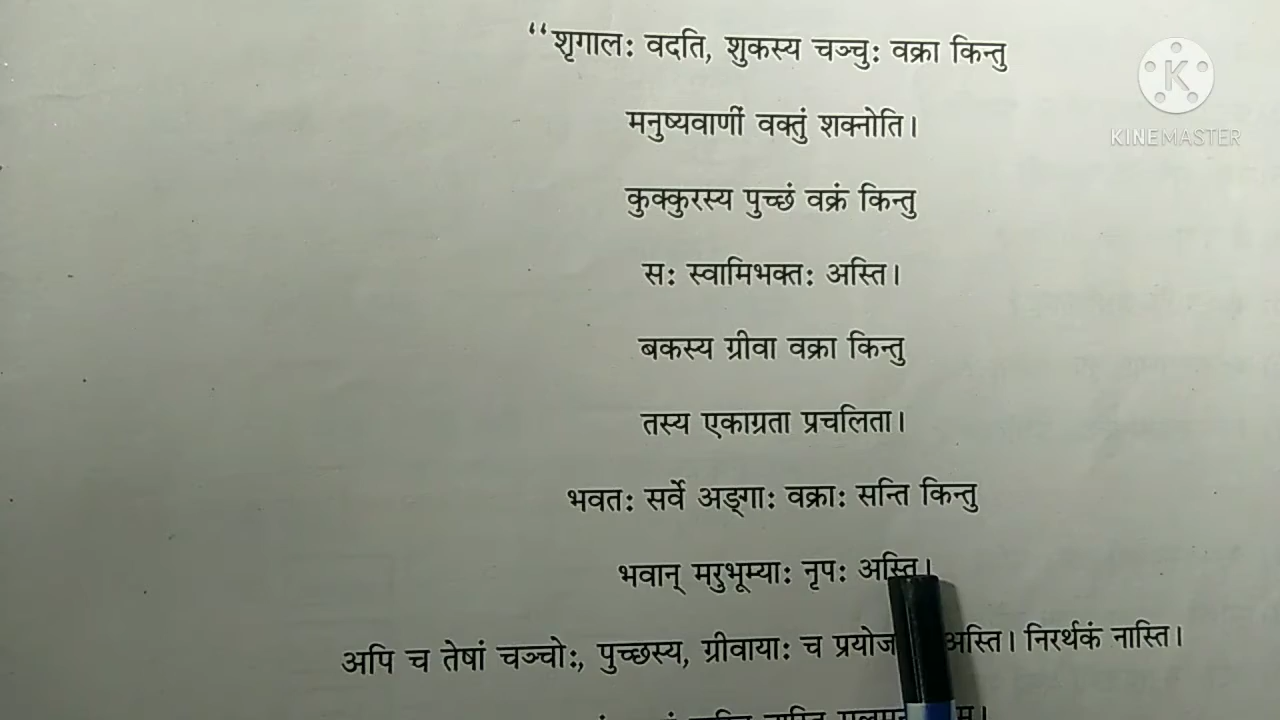 “शृगालः वदति, शुकस्य चञ्चुः वक्रा किन्तु
मनुष्यवाणीं वक्तुं शक्नोति।
कुक्कुरस्य पुच्छं वक्रं किन्तु
सः स्वामिभक्तः अस्ति।
बकस्य ग्रीवा वक्रा किन्तु
तस्य एकाग्रता प्रचलिता।
भवतः सर्वे अङ्गाः वक्राः सन्ति किन्तु
भवान् मरुभूम्याः नृपः अस्ति।
अपि च तेषां चञ्चोः, पुच्छस्य, ग्रीवायाः च अस्ति। निरर्थकं नास्ति।
K
KINEMASTER